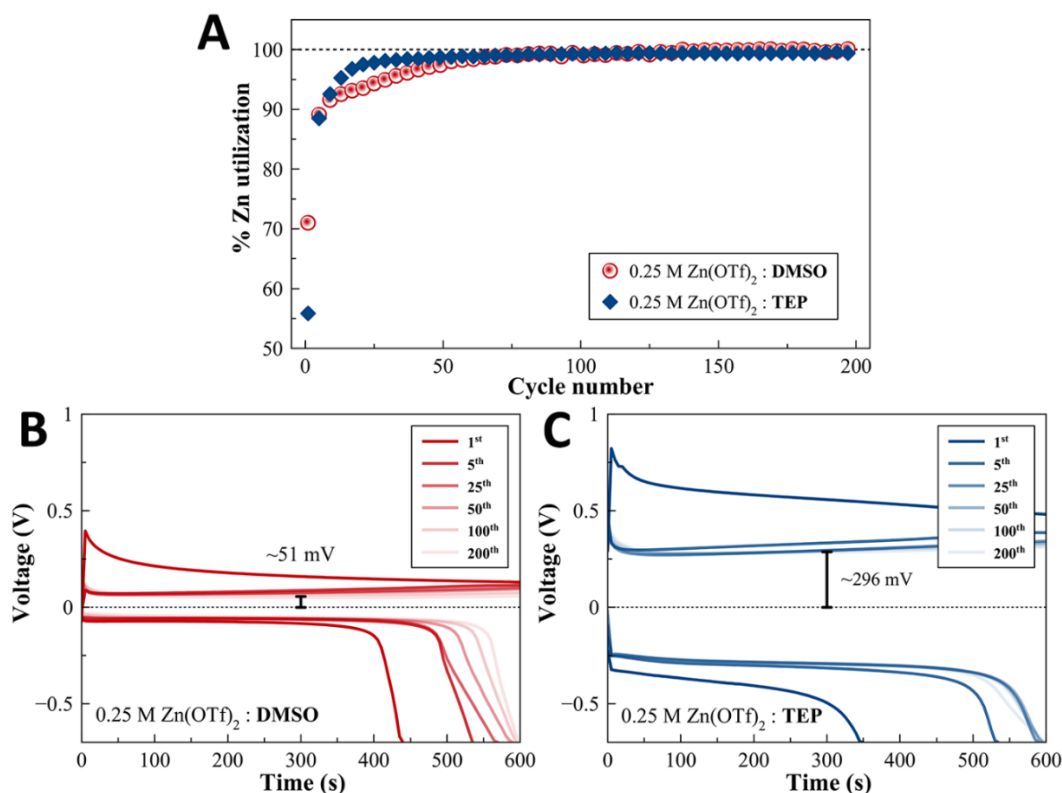 A
% Zn utilization
100
90
80
70
60
50
0.25 M Zn(OTf)₂ : DMSO
0.25 M Zn(OTf)₂ : TEP
0
50
100
150
200
Cycle number
B
Voltage (V)
1
0.5
0
−0.5
1st
5th
25th
50th
100th
200th
~51 mV
0.25 M Zn(OTf)₂ : DMSO
0
100
200
300
400
500
600
Time (s)
C
Voltage (V)
1
0.5
0
−0.5
1st
5th
25th
50th
100th
200th
~296 mV
0.25 M Zn(OTf)₂ : TEP
0
100
200
300
400
500
600
Time (s)